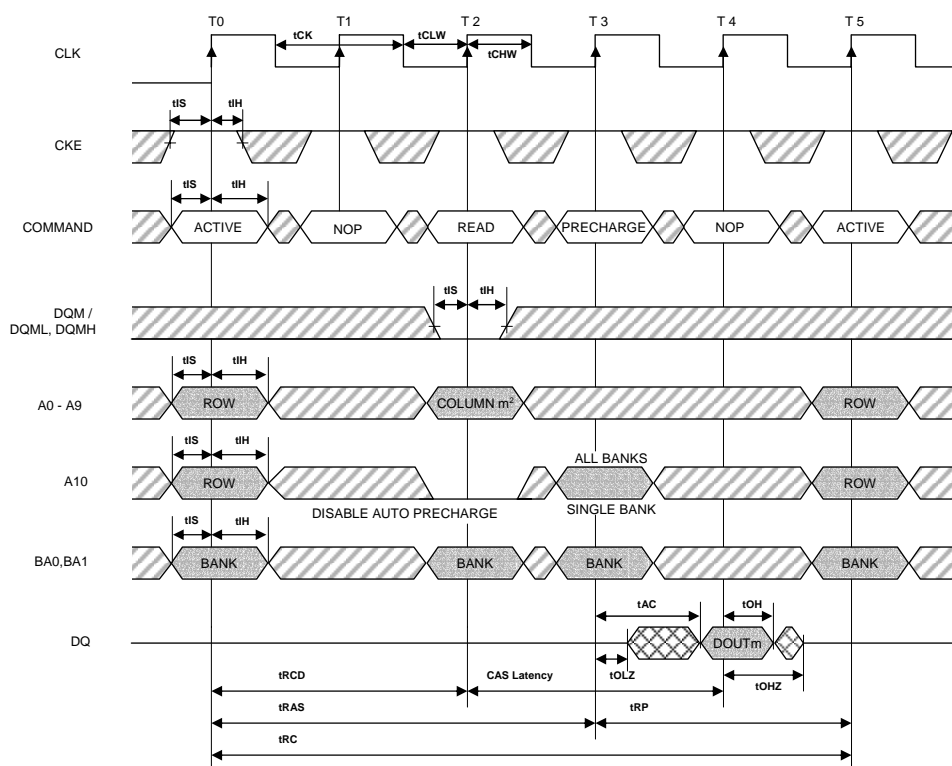 T0 T1 T 2 T 3 T 4 T 5
tCK tCLW
CLK tCHW
tIS tIH
CKE
tIS tIH
COMMAND ACTIVE NOP READ PRECHARGE NOP ACTIVE
tIS tIH
DQM /
DQML, DQMH
tIS tIH
A0 - A9 ROW COLUMN m² ROW
tIS tIH ALL BANKS
A10 ROW ROW
DISABLE AUTO PRECHARGE SINGLE BANK
tIS tIH
BA0,BA1 BANK BANK BANK BANK
tAC tOH
DQ DOUTm
tOLZ tOHZ
tRCD CAS Latency
tRAS tRP
tRC